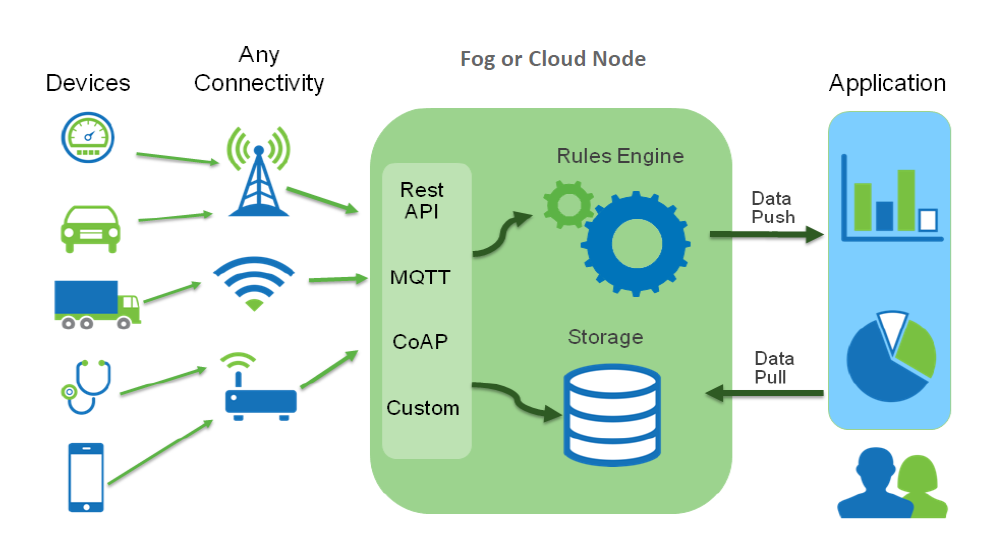 Devices
Any
Connectivity
Fog or Cloud Node
Application
Rest
API
MQTT
CoAP
Custom
Rules Engine
Storage
Data
Push
Data
Pull